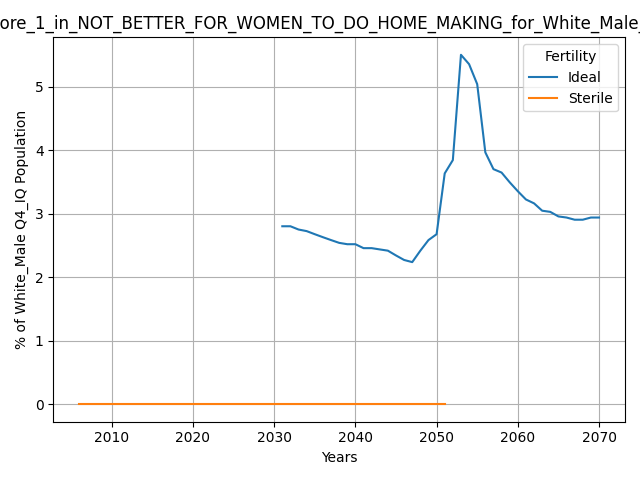 ore_1_in_NOT_BETTER_FOR_WOMEN_TO_DO_HOME_MAKING_for_White_Male_
Fertility
Ideal
Sterile
% of White_Male Q4_IQ Population
5
4
3
2
1
0
2010 2020 2030 2040 2050 2060 2070
Years